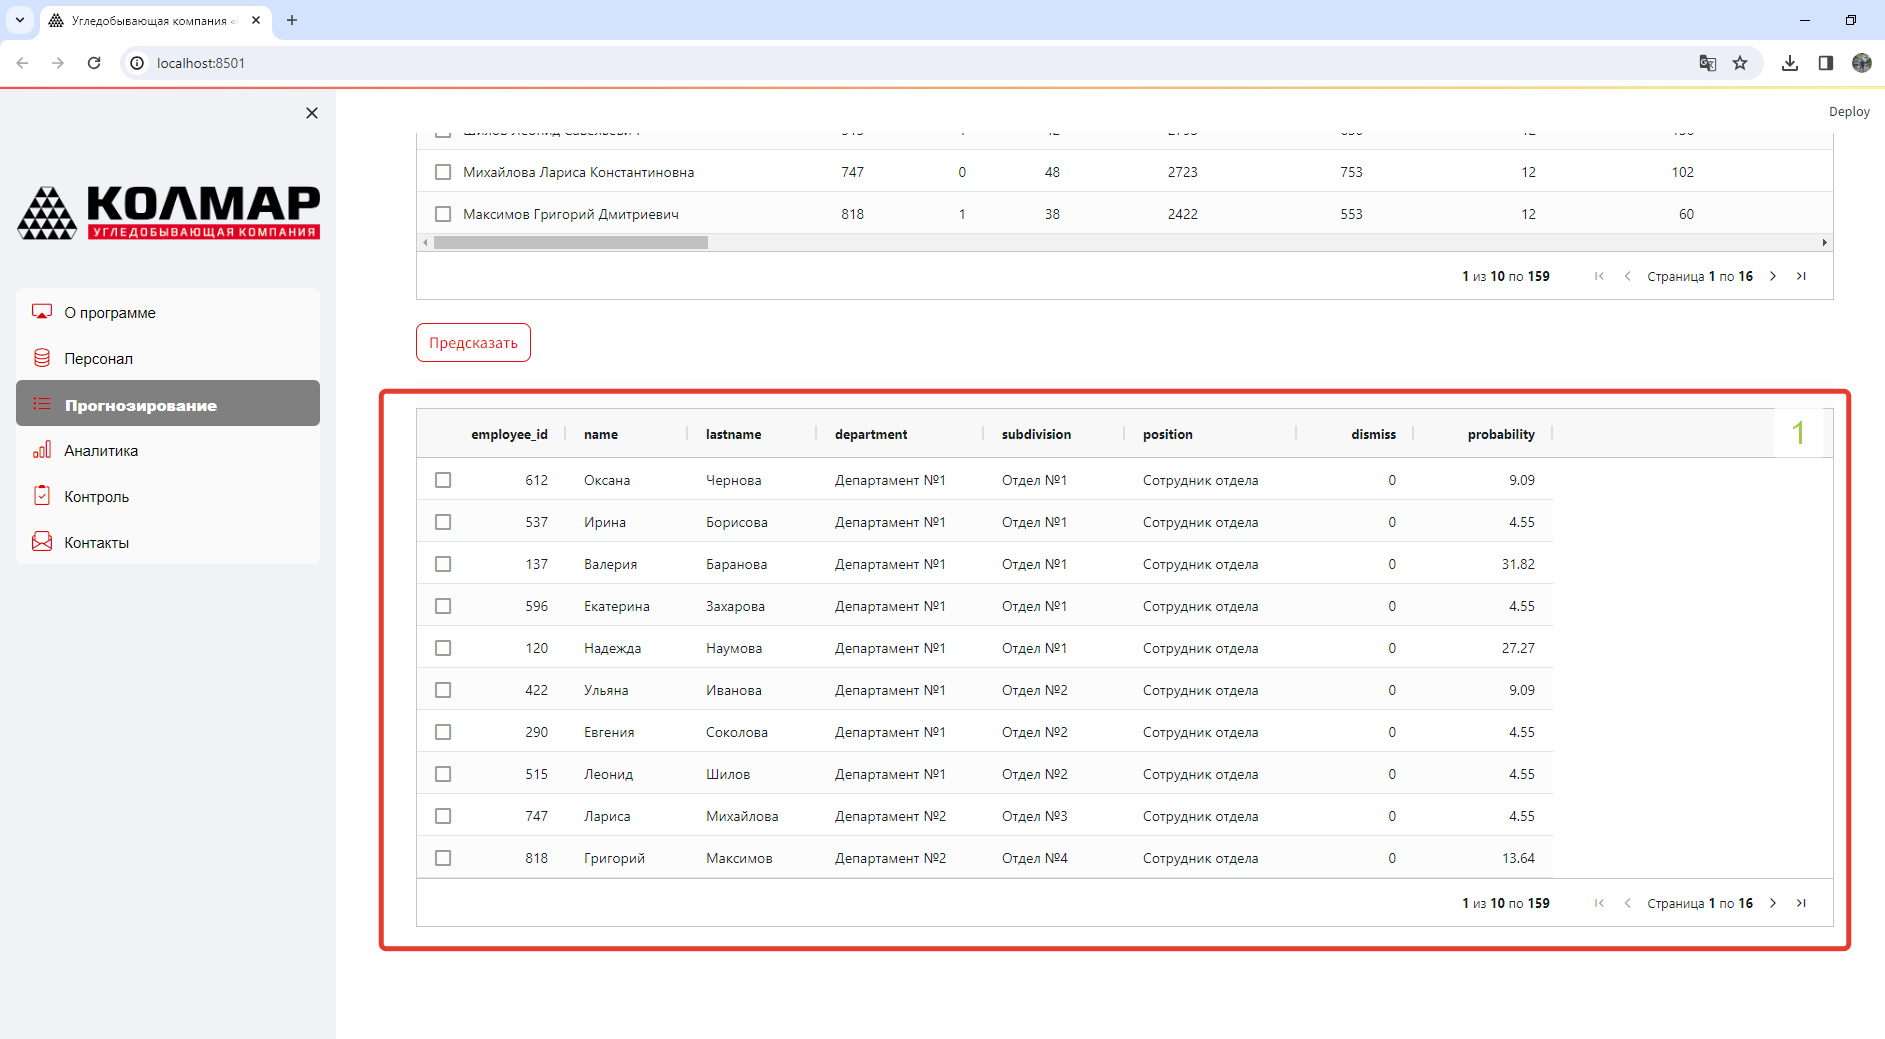 Угледобывающая компания «
localhost:8501
Deploy
КОЛМАР
УГЛЕДОБЫВАЮЩАЯ КОМПАНИЯ
О программе
Персонал
Прогнозирование
Аналитика
Контроль
Контакты
Михайлова Лариса Константиновна 747 0 48 2723 753 12 102
Максимов Григорий Дмитриевич 818 1 38 2422 553 12 60
1 из 10 по 159 Страница 1 по 16
Предсказать
employee_id name lastname department subdivision position dismiss probability 1
612 Оксана Чернова Департамент №1 Отдел №1 Сотрудник отдела 0 9.09
537 Ирина Борисова Департамент №1 Отдел №1 Сотрудник отдела 0 4.55
137 Валерия Баранова Департамент №1 Отдел №1 Сотрудник отдела 0 31.82
596 Екатерина Захарова Департамент №1 Отдел №1 Сотрудник отдела 0 4.55
120 Надежда Наумова Департамент №1 Отдел №1 Сотрудник отдела 0 27.27
422 Ульяна Иванова Департамент №1 Отдел №2 Сотрудник отдела 0 9.09
290 Евгения Соколова Департамент №1 Отдел №2 Сотрудник отдела 0 4.55
515 Леонид Шилов Департамент №1 Отдел №2 Сотрудник отдела 0 4.55
747 Лариса Михайлова Департамент №2 Отдел №3 Сотрудник отдела 0 4.55
818 Григорий Максимов Департамент №2 Отдел №4 Сотрудник отдела 0 13.64
1 из 10 по 159 Страница 1 по 16